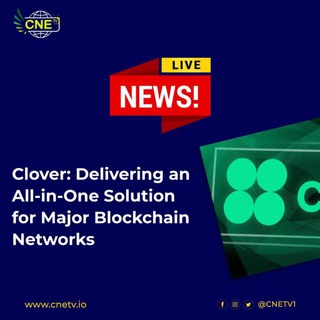 CNE
LIVE
NEWS!
Clover: Delivering an
All-in-One Solution
for Major Blockchain
Networks
C
www.cnetv.io
@CNETV1